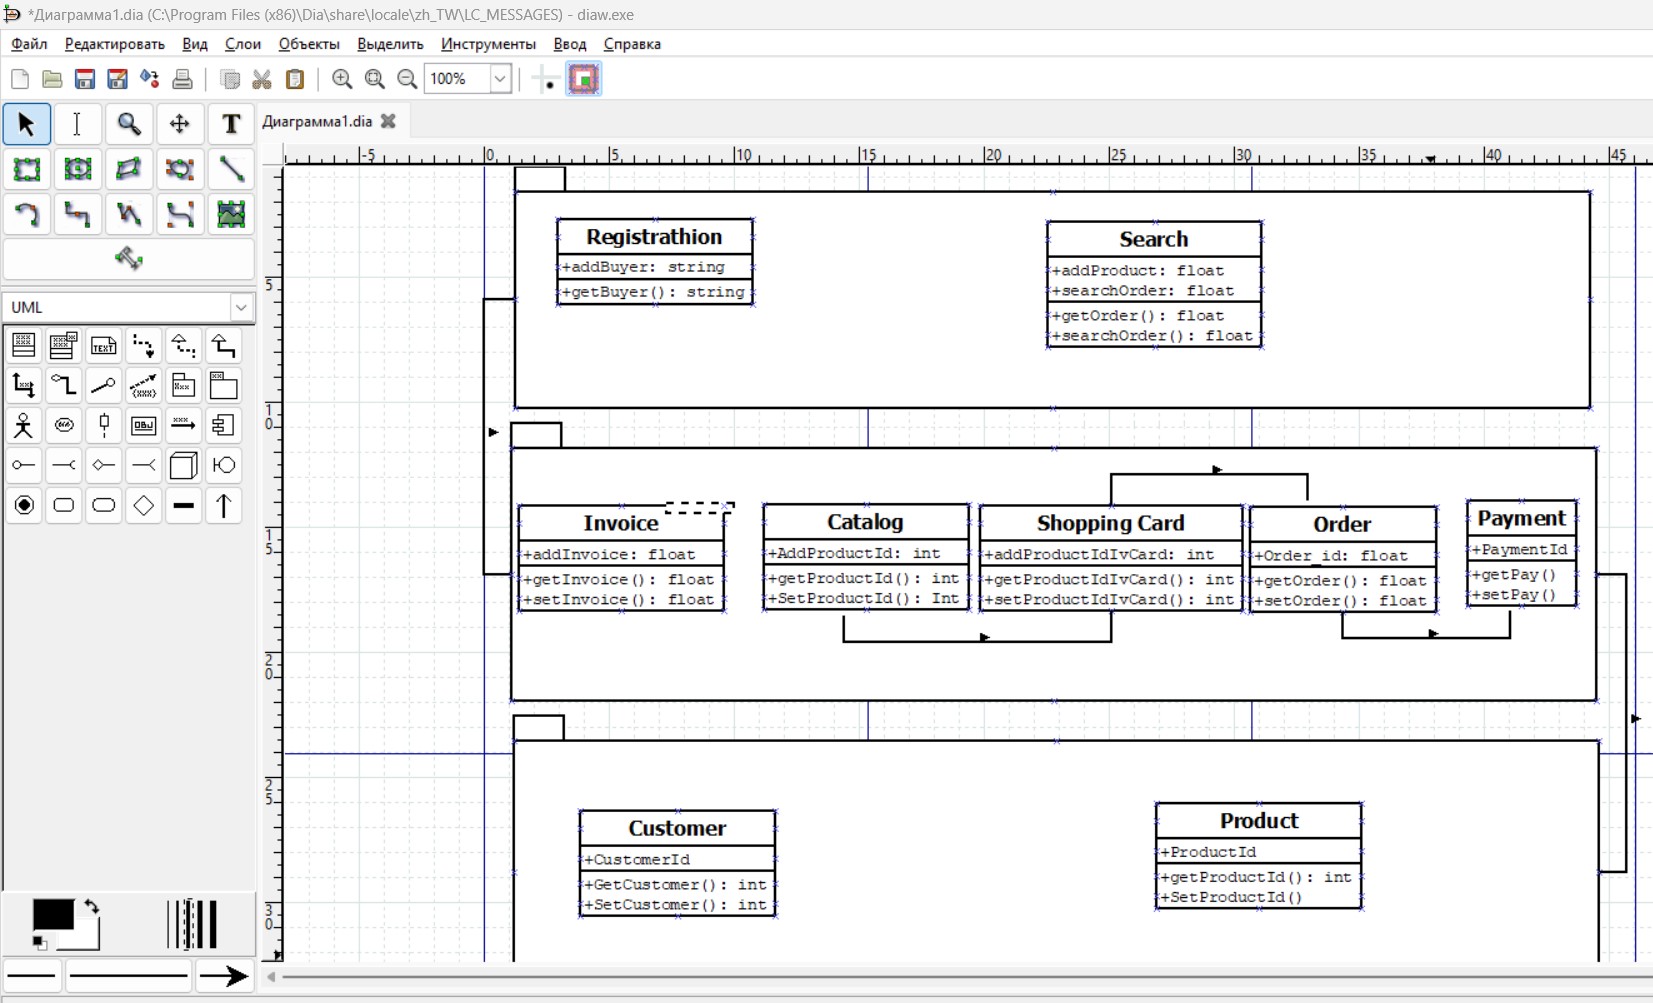 *Диаграмма1.dia (C:\Program Files (x86)\Dia\share\locale\zh_TW\LC_MESSAGES) - diaw.exe
Файл Редактировать Вид Слои Объекты Выделить Инструменты Ввод Справка
100%
T
Диаграмма1.dia
-5 0 5 10 15 20 25 30 35 40 45
UML
TEXT
OBJ
5
10
15
20
25
30
Registrathion
+addBuyer: string
+getBuyer(): string
Search
+addProduct: float
+searchOrder: float
+getOrder(): float
+searchOrder(): float
Invoice
+addInvoice: float
+getInvoice(): float
+setInvoice(): float
Catalog
+AddProductId: int
+getProductId(): int
+SetProductId(): Int
Shopping Card
+addProductIdIvCard: int
+getProductIdIvCard(): int
+setProductIdIvCard(): int
Order
+Order_id: float
+getOrder(): float
+setOrder(): float
Payment
+PaymentId
+getPay()
+setPay()
Customer
+CustomerId
+GetCustomer(): int
+SetCustomer(): int
Product
+ProductId
+getProductId(): int
+SetProductId()